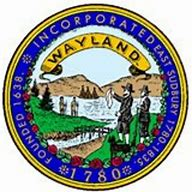 FOUNDED 1638. INCORPORATED EAST SUDBURY 1780-1835.
WAYLAND
1780